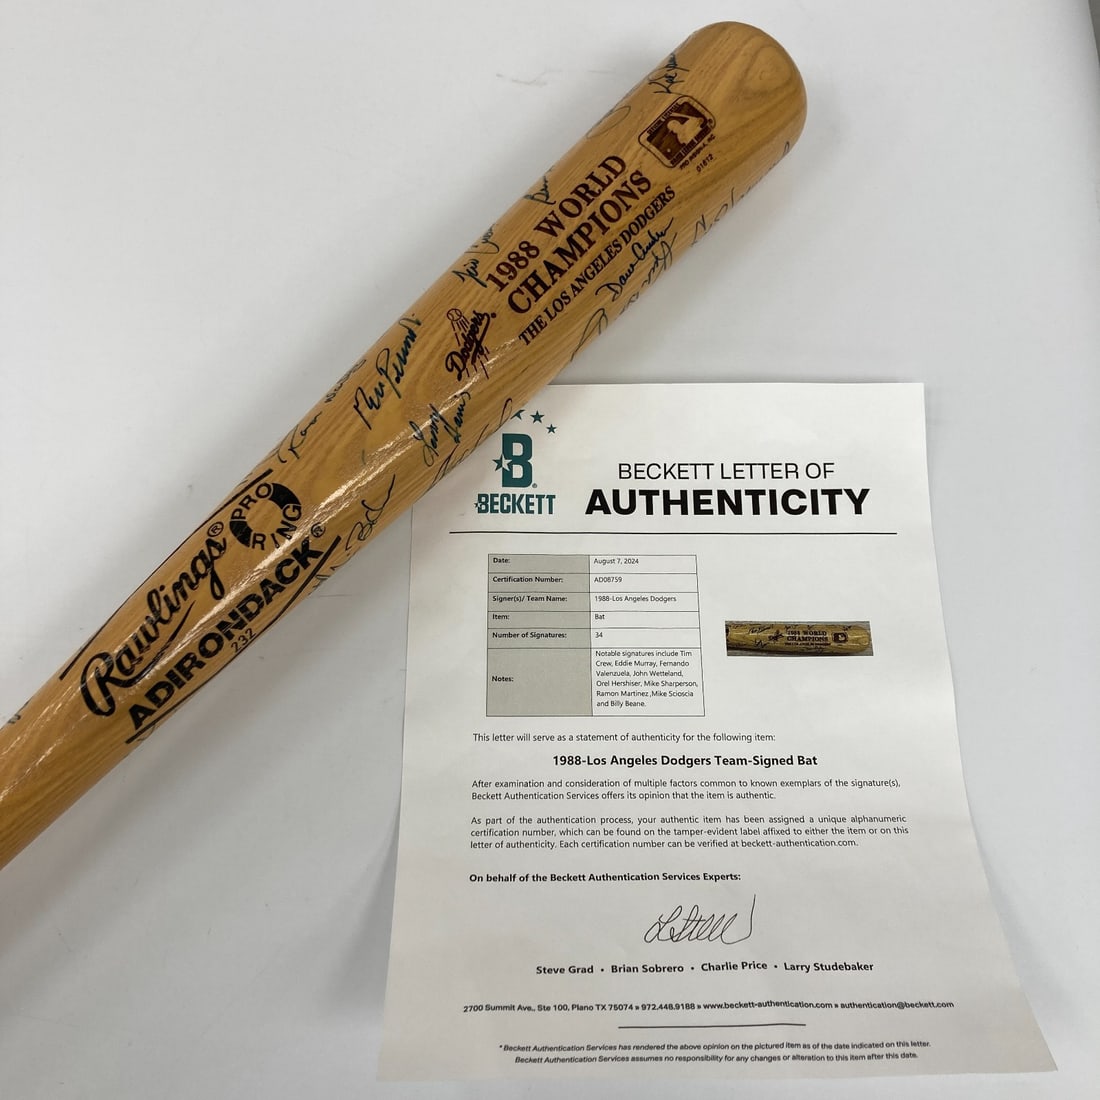 1988 WORLD
CHAMPIONS
THE LOS ANGELES DODGERS
Dodgers
01612
Dave Anderson
Rawlings® PRO
RING
ADIRONDACK®
232
B
BECKETT
BECKETT LETTER OF
AUTHENTICITY
Date: August 7, 2024
Certification Number: AD08759
Signer(s)/ Team Name: 1988-Los Angeles Dodgers
Item: Bat
Number of Signatures: 34
Notes: Notable signatures include Tim
Crew, Eddie Murray, Fernando
Valenzuela, John Wetteland,
Orel Hershiser, Mike Sharperson,
Ramon Martinez ,Mike Scioscia
and Billy Beane.
1988 WORLD
CHAMPIONS
This letter will serve as a statement of authenticity for the following item:
1988-Los Angeles Dodgers Team-Signed Bat
After examination and consideration of multiple factors common to known exemplars of the signature(s),
Beckett Authentication Services offers its opinion that the item is authentic.
As part of the authentication process, your authentic item has been assigned a unique alphanumeric
certification number, which can be found on the tamper-evident label affixed to either the item or on this
letter of authenticity. Each certification number can be verified at beckett-authentication.com.
On behalf of the Beckett Authentication Services Experts:
Steve Grad • Brian Sobrero • Charlie Price • Larry Studebaker
2700 Summit Ave., Ste 100, Plano TX 75074 » 972.448.9188 » www.beckett-authentication.com » authentication@beckett.com
*Beckett Authentication Services has rendered the above opinion on the pictured item as of the date indicated on this letter.
Beckett Authentication Services assumes no responsibility for any changes or alteration to this item after this date.